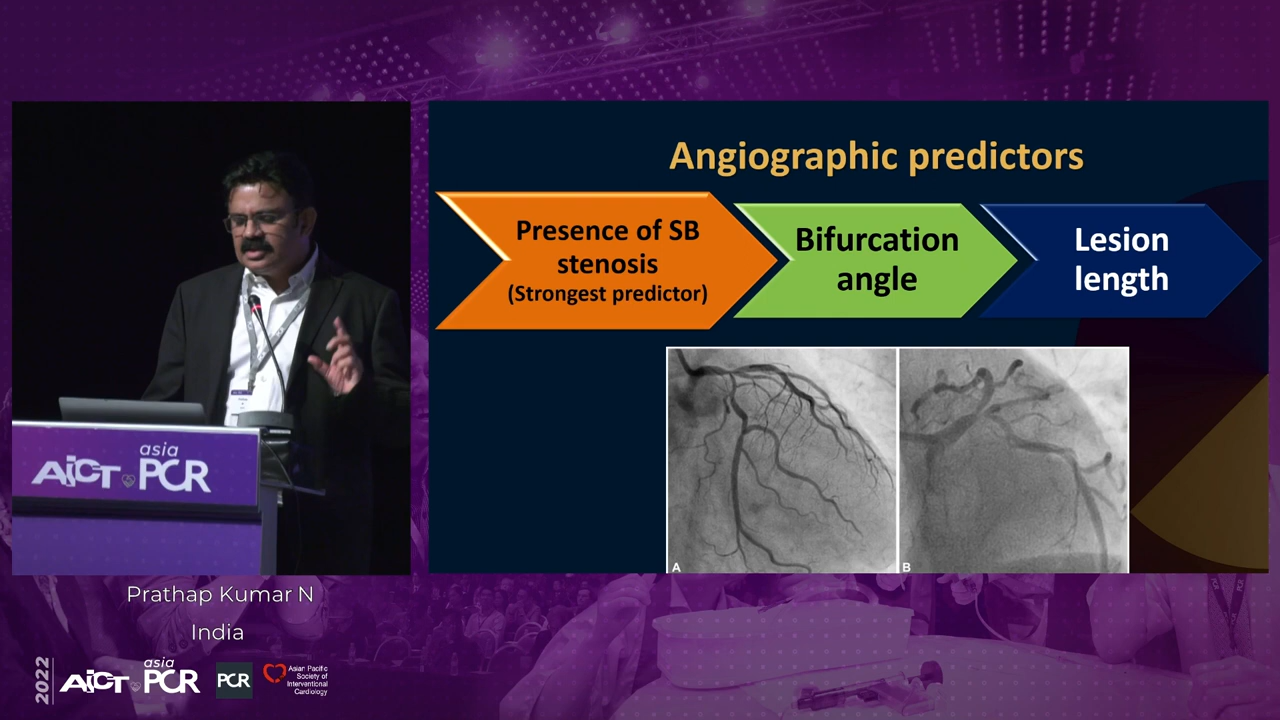 Angiographic predictors
Presence of SB
stenosis
(Strongest predictor)
Bifurcation
angle
Lesion
length
A
B
asia
AiCT PCR
Prathap Kumar N
India
2022
asia
AiCT PCR
PCR
Asian Pacific
Society of
Interventional
Cardiology